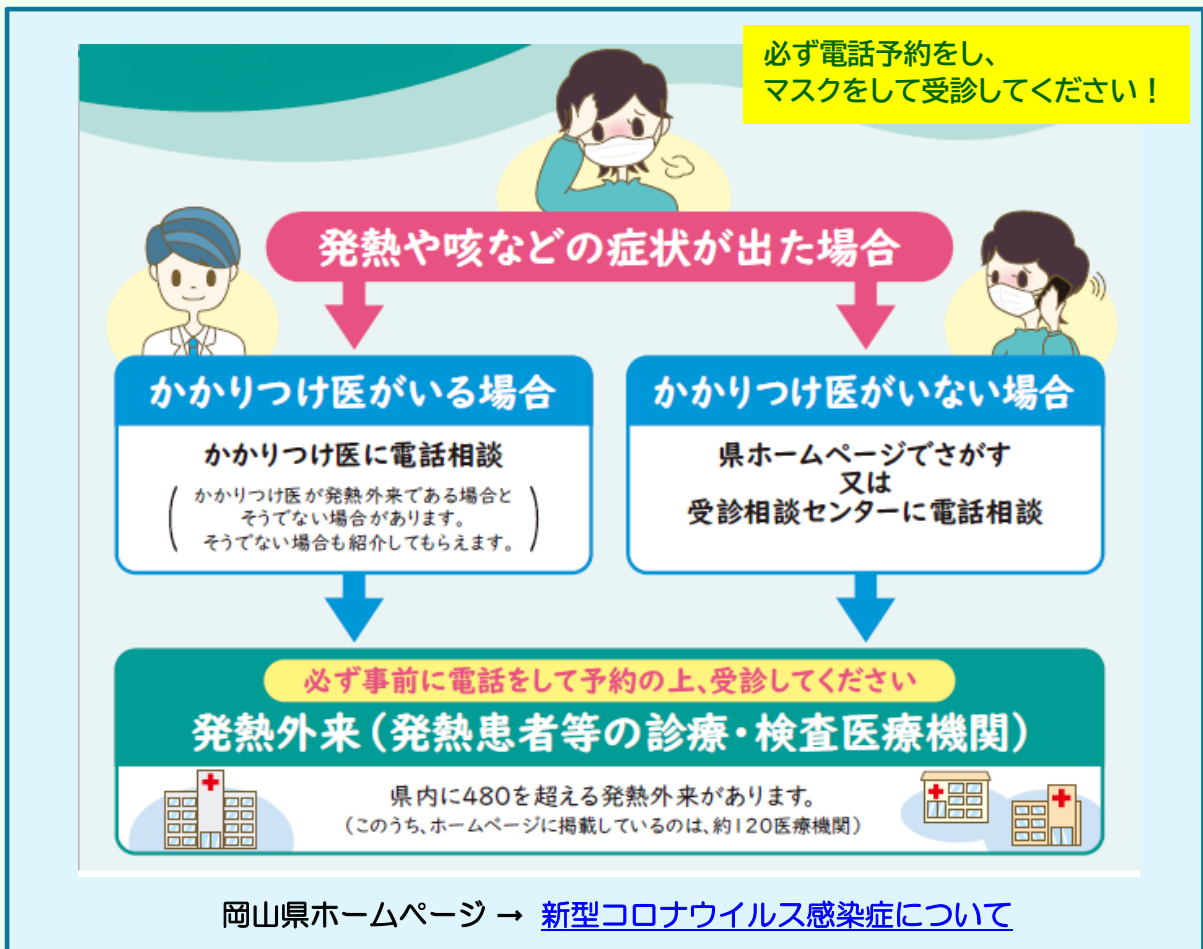 必ず電話予約をし、
マスクをして受診してください！
発熱や咳などの症状が出た場合
かかりつけ医がいる場合
かかりつけ医に電話相談
（かかりつけ医が発熱外来である場合と
そうでない場合があります。
そうでない場合も紹介してもらえます。）
かかりつけ医がいない場合
県ホームページでさがす
又は
受診相談センターに電話相談
必ず事前に電話をして予約の上、受診してください
発熱外来（発熱患者等の診療・検査医療機関）
県内に480を超える発熱外来があります。
（このうち、ホームページに掲載しているのは、約120医療機関）
岡山県ホームページ → 新型コロナウイルス感染症について